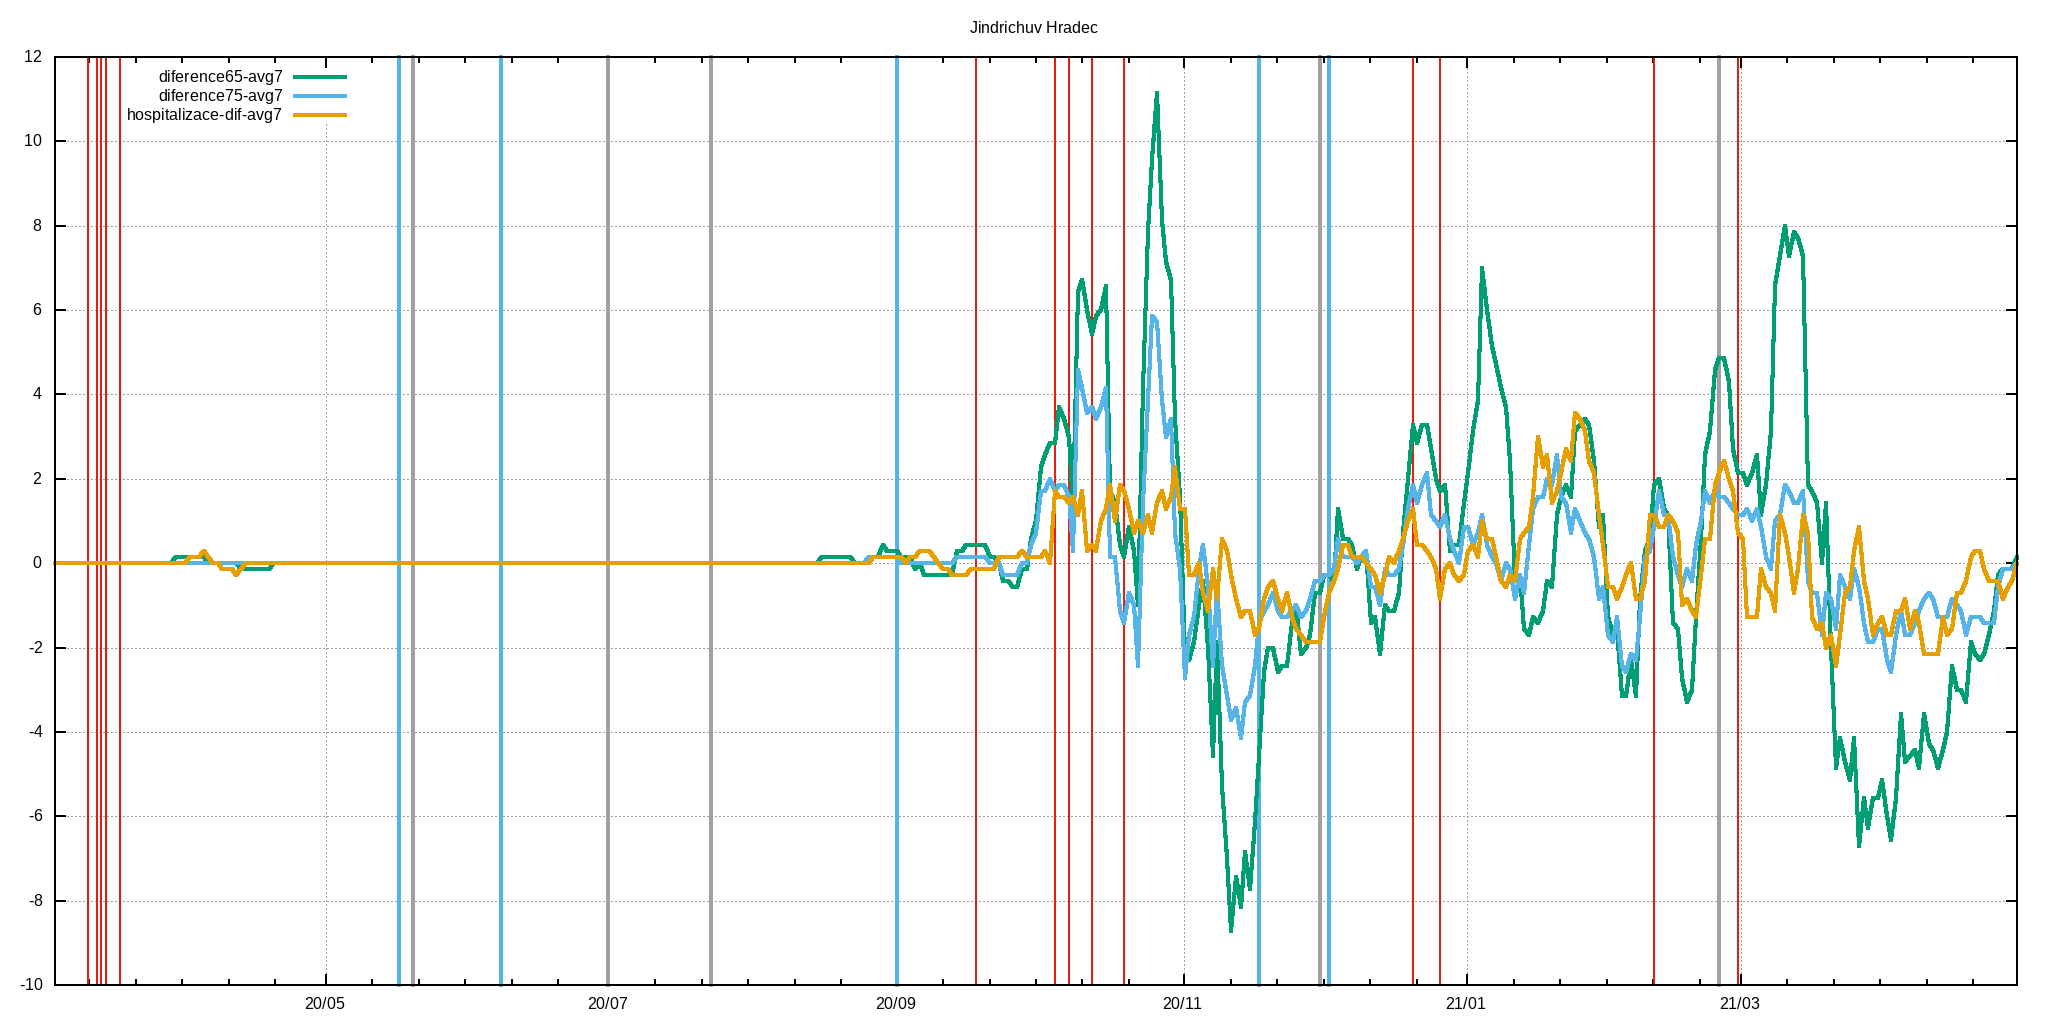 Jindrichuv Hradec
12
diference65-avg7
diference75-avg7
hospitalizace-dif-avg7
10
8
6
4
2
0
-2
-4
-6
-8
-10
20/05 20/07 20/09 20/11 21/01 21/03